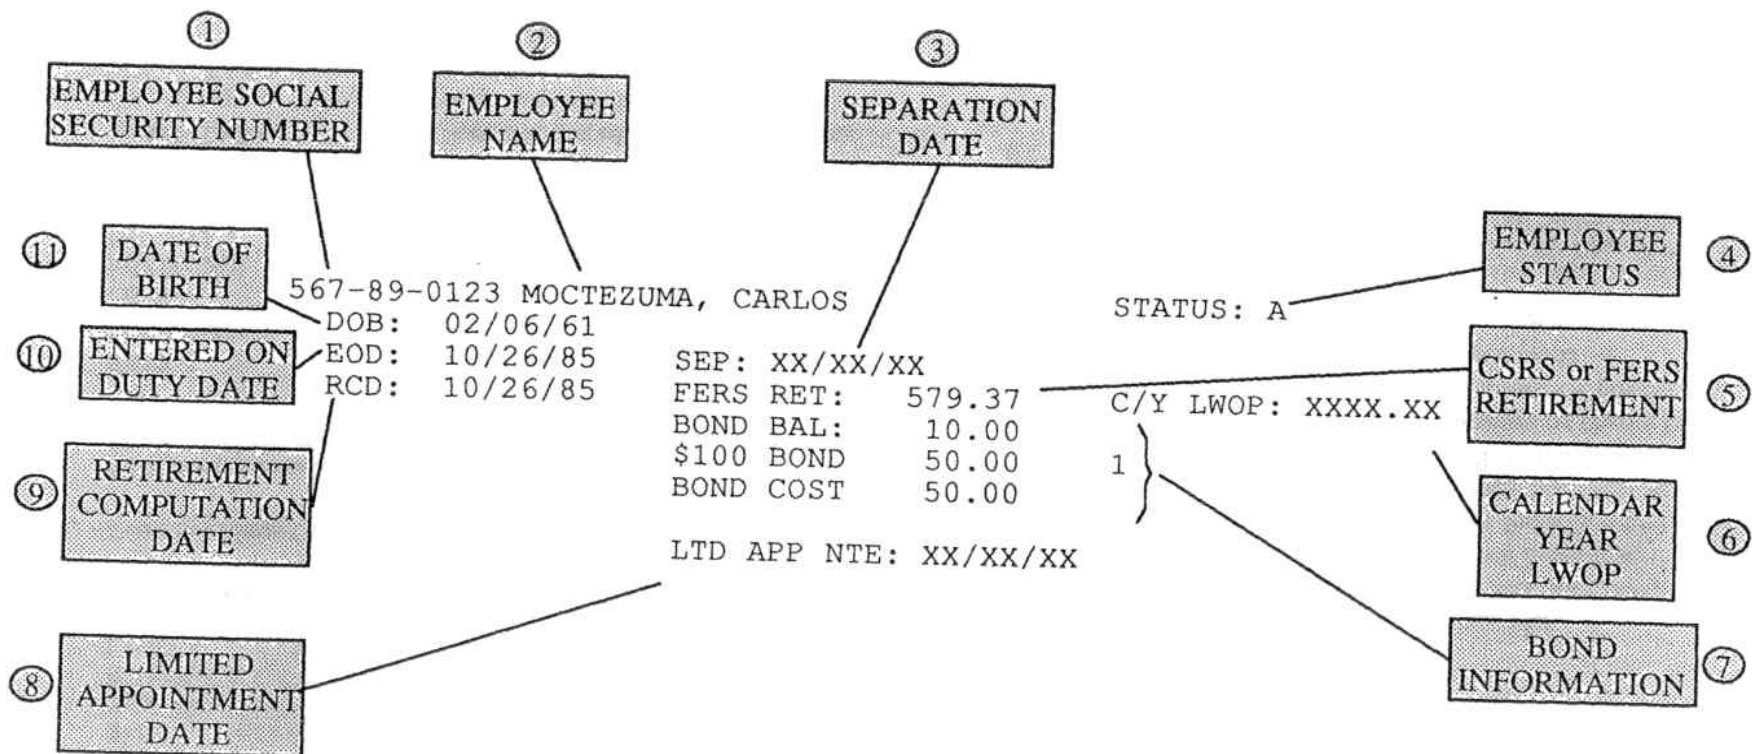 ①
②
③
EMPLOYEE SOCIAL
SECURITY NUMBER
EMPLOYEE
NAME
SEPARATION
DATE
④
EMPLOYEE
STATUS
⑪
DATE OF
BIRTH
567-89-0123 MOCTEZUMA, CARLOS
STATUS: A
DOB: 02/06/61
⑩
ENTERED ON
DUTY DATE
EOD: 10/26/85
SEP: XX/XX/XX
RCD: 10/26/85
FERS RET: 579.37
C/Y LWOP: XXXX.XX
CSRS or FERS
RETIREMENT
⑤
BOND BAL: 10.00
$100 BOND 50.00 1
BOND COST 50.00
⑨
RETIREMENT
COMPUTATION
DATE
CALENDAR
YEAR
LWOP
⑥
LTD APP NTE: XX/XX/XX
⑧
LIMITED
APPOINTMENT
DATE
BOND
INFORMATION
⑦